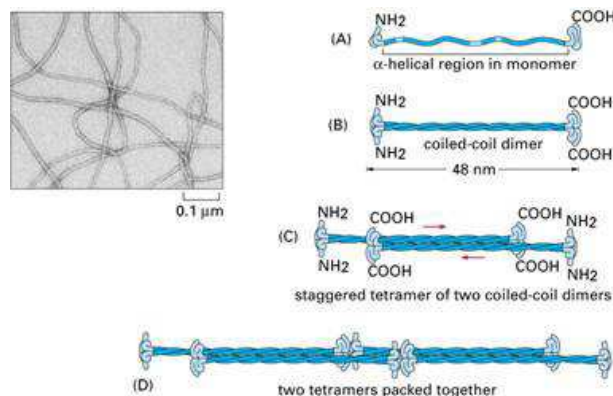 NH2
COOH
(A)
α-helical region in monomer
NH2
COOH
(B)
coiled-coil dimer
NH2
COOH
48 nm
0.1 μm
NH2
COOH
COOH
NH2
(C)
NH2
COOH
COOH
NH2
staggered tetramer of two coiled-coil dimers
(D)
two tetramers packed together